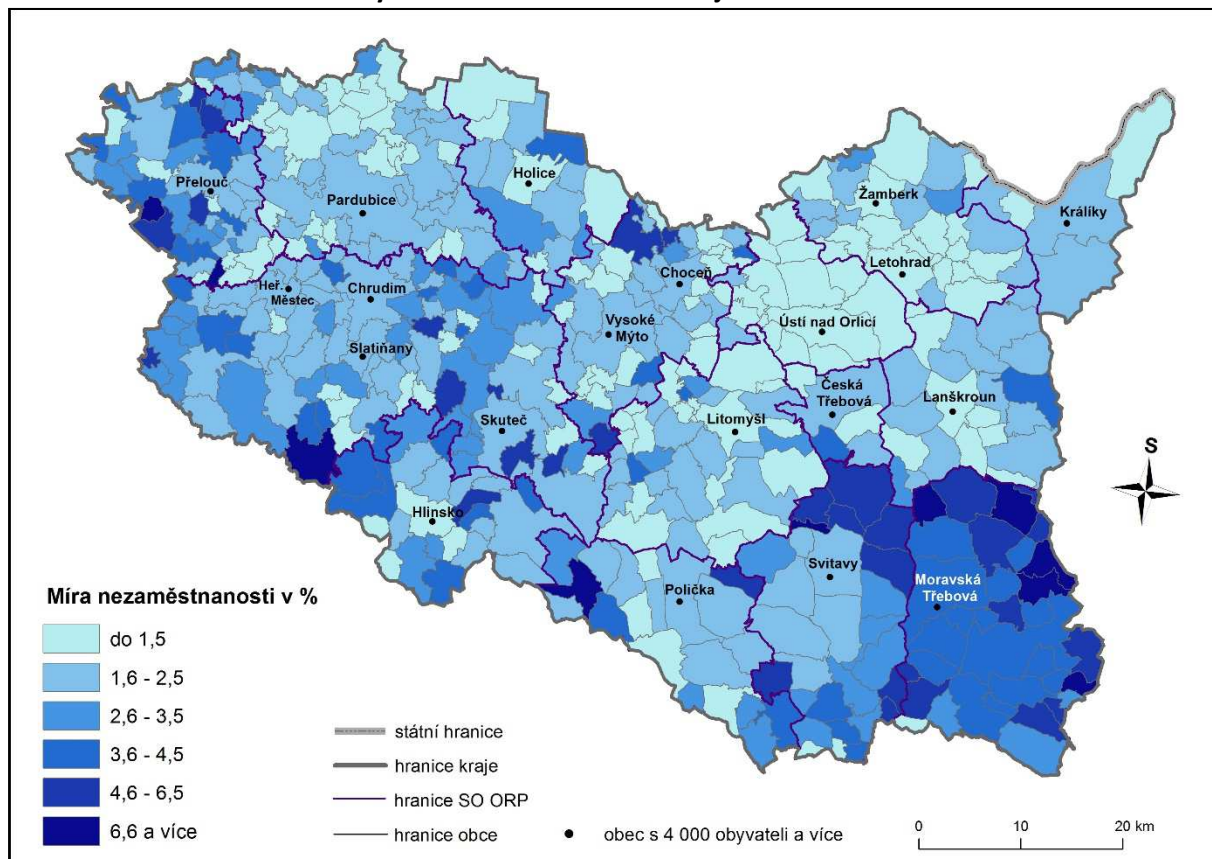 Holice
Přelouč
Žamberk
Pardubice
Králíky
Letohrad
Choceň
Heř.
Městec
Chrudim
Vysoké
Mýto
Ústí nad Orlicí
Slatiňany
Česká
Třebová
Lanškroun
Skuteč
Litomyšl
S
Hlinsko
Svitavy
Moravská
Třebová
Polička
Míra nezaměstnanosti v %
do 1,5
1,6 - 2,5
2,6 - 3,5
3,6 - 4,5
4,6 - 6,5
6,6 a více
státní hranice
hranice kraje
hranice SO ORP
hranice obce
obec s 4 000 obyvateli a více
0 10 20 km